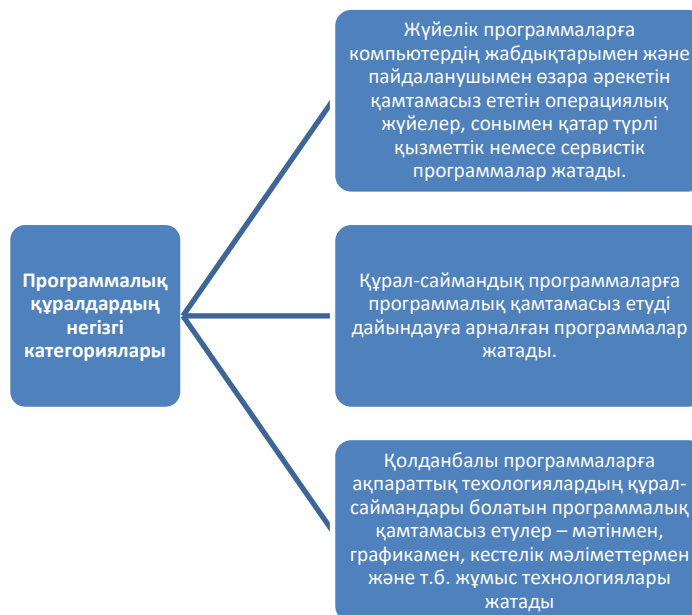 Жүйелік программаларға
компьютердің жабдықтарымен және
пайдаланушымен өзара әрекетін
қамтамасыз ететін операциялық
жүйелер, сонымен қатар түрлі
қызметтік немесе сервистік
программалар жатады.
Программалық
құралдардың
негізгі
категориялары
Құрал-саймандық программаларға
программалық қамтамасыз етуді
дайындауға арналған программалар
жатады.
Қолданбалы программаларға
ақпараттық техологиялардың құрал-
саймандары болатын программалық
қамтамасыз етулер – мәтінмен,
графикамен, кестелік мәліметтермен
және т.б. жұмыс технологиялары
жатады